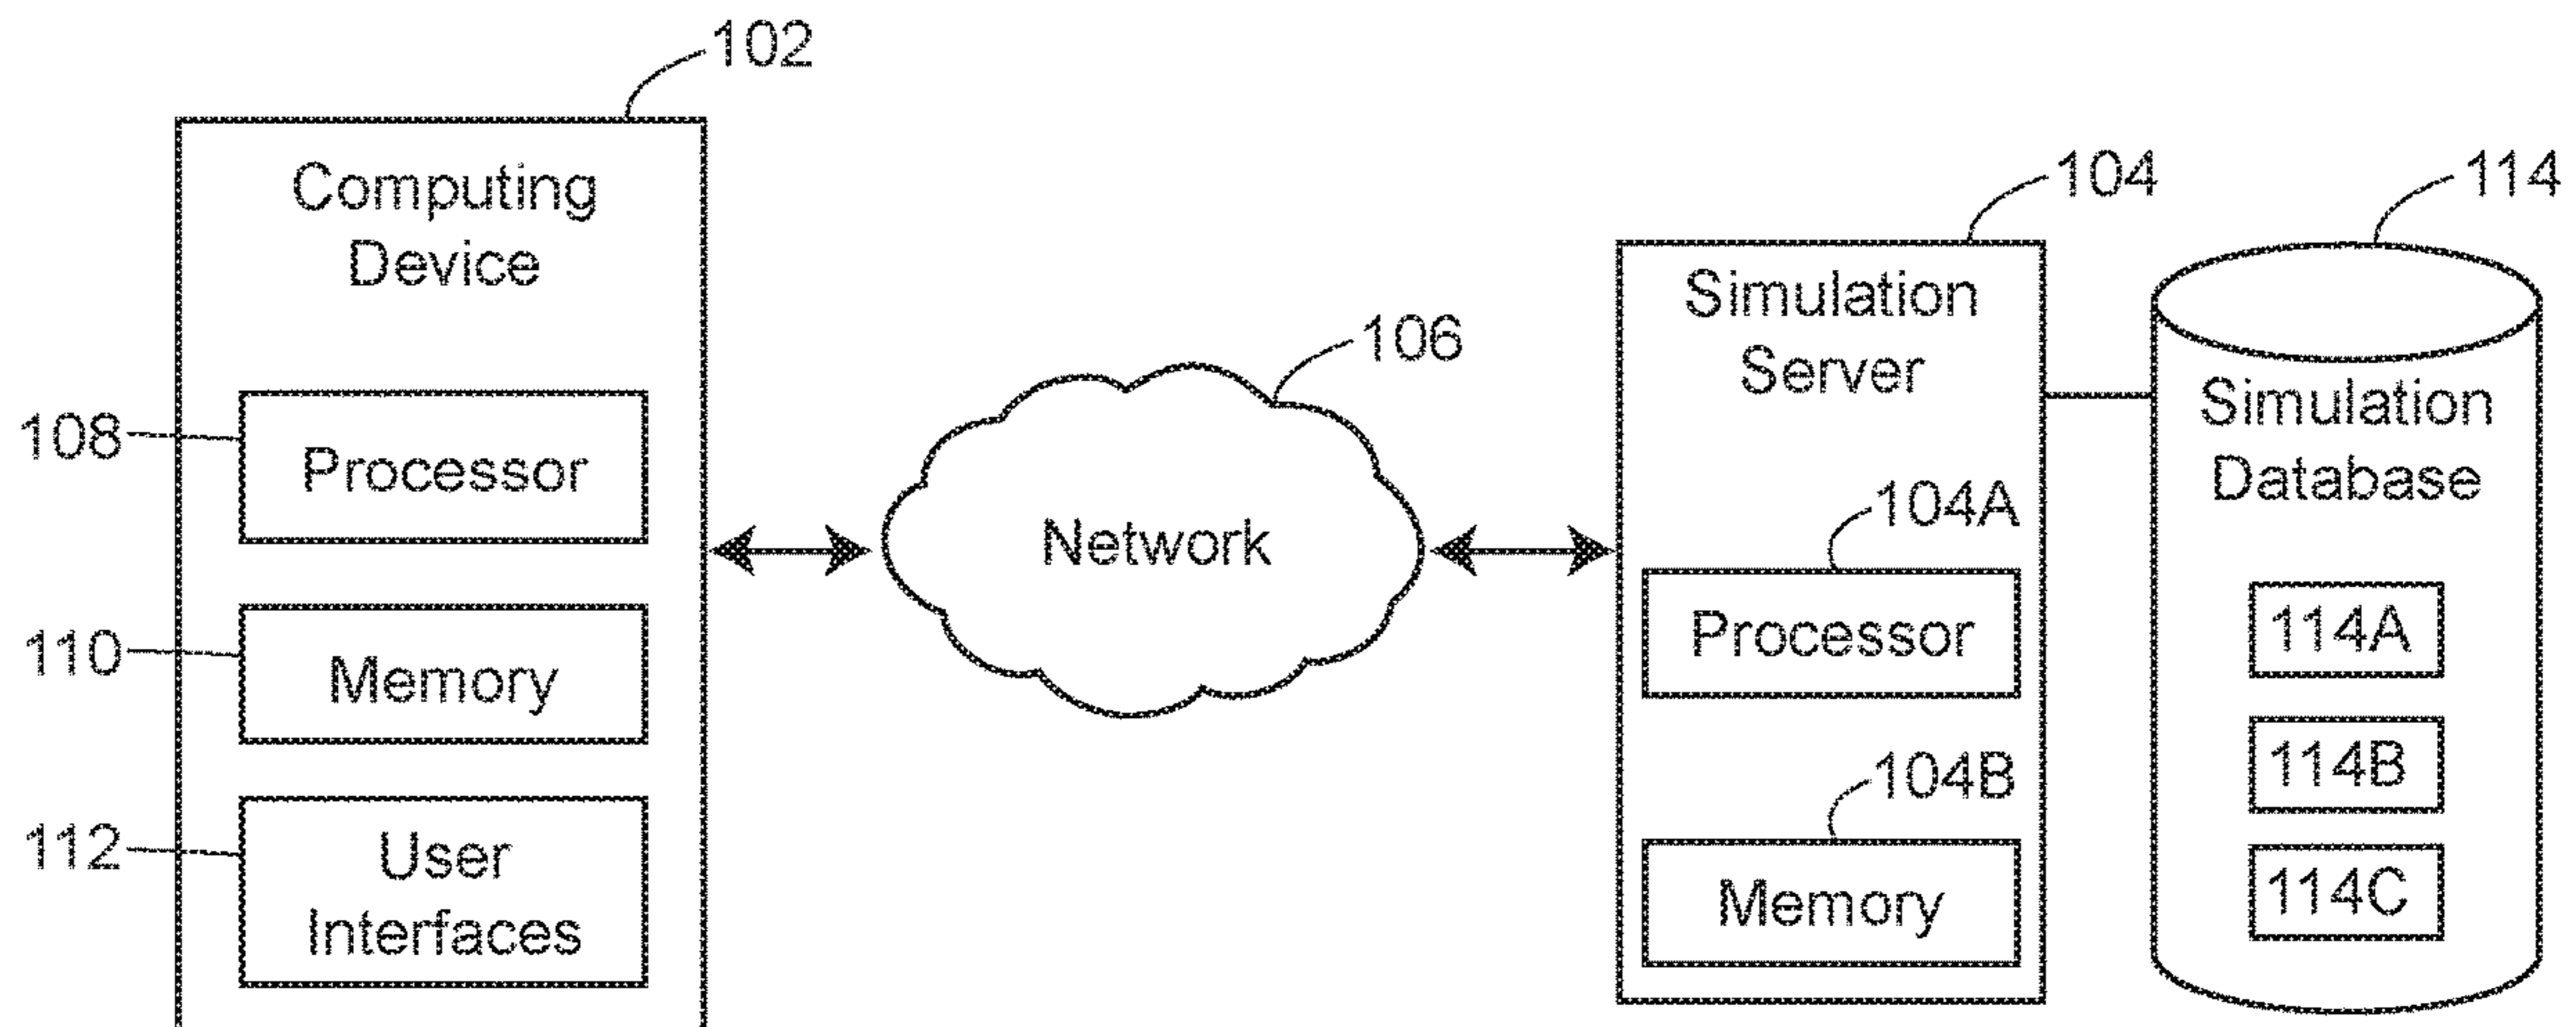 102
Computing
Device
108
Processor
110
Memory
112
User
Interfaces
106
Network
104
Simulation
Server
104A
Processor
104B
Memory
114
Simulation
Database
114A
114B
114C